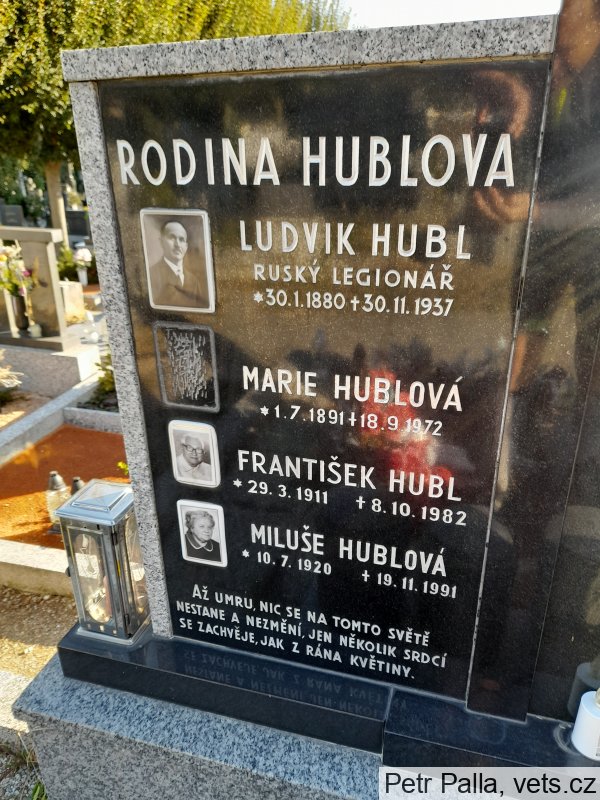 RODINA HUBLOVA
LUDVIK HUBL
RUSKÝ LEGIONÁŘ
*30.1.1880 +30.11.1937
MARIE HUBLOVÁ
*1.7.1891 +18.9.1972
FRANTIŠEK HUBL
*29.3.1911 +8.10.1982
MILUŠE HUBLOVÁ
*10.7.1920 +19.11.1991
AŽ UMRU, NIC SE NA TOMTO SVĚTĚ
NESTANE A NEZMĚNÍ, JEN NĚKOLIK SRDCÍ
SE ZACHVĚJE, JAK Z RÁNA KVĚTINY.
Petr Palla, vets.cz